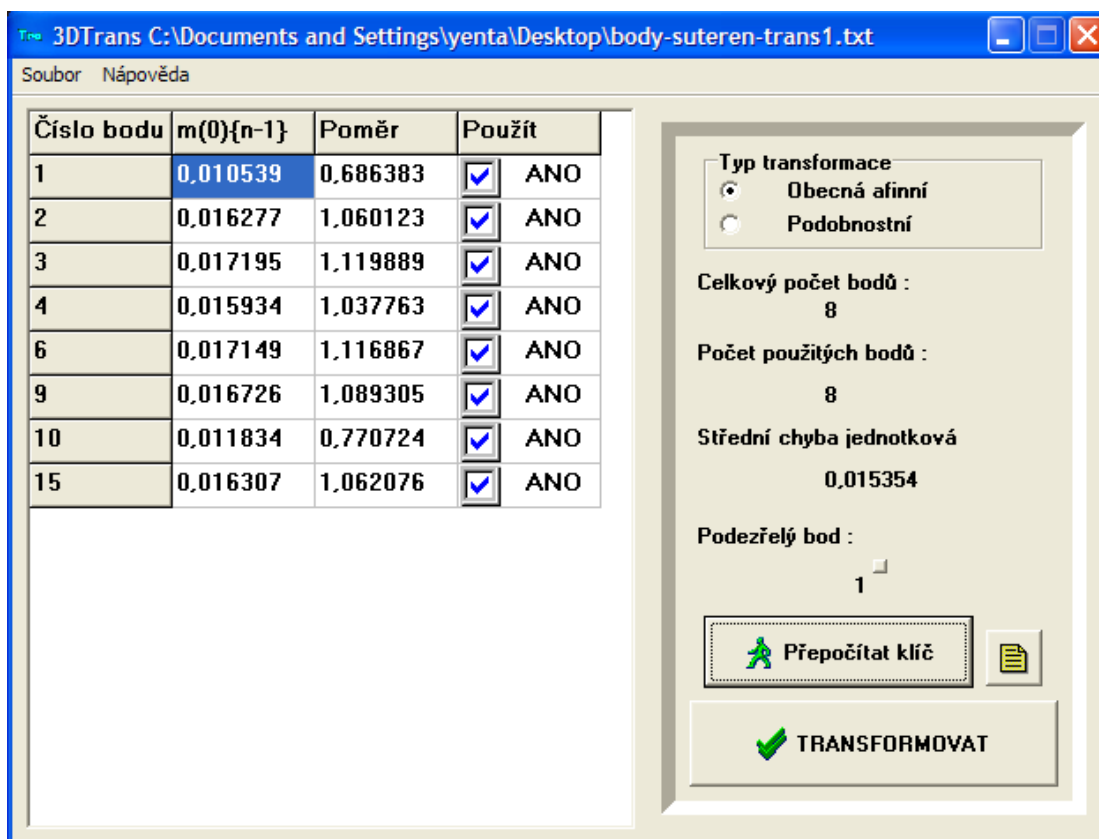 3DTrans C:\Documents and Settings\yenta\Desktop\body-suteren-trans1.txt
Soubor Nápověda
Číslo bodu m(0){n-1} Poměr Použít
1 0,010539 0,686383 ANO
2 0,016277 1,060123 ANO
3 0,017195 1,119889 ANO
4 0,015934 1,037763 ANO
6 0,017149 1,116867 ANO
9 0,016726 1,089305 ANO
10 0,011834 0,770724 ANO
15 0,016307 1,062076 ANO
Typ transformace
Obecná afinní
Podobnostní
Celkový počet bodů :
8
Počet použitých bodů :
8
Střední chyba jednotková
0,015354
Podezřelý bod :
1
Přepočítat klíč
TRANSFORMOVAT